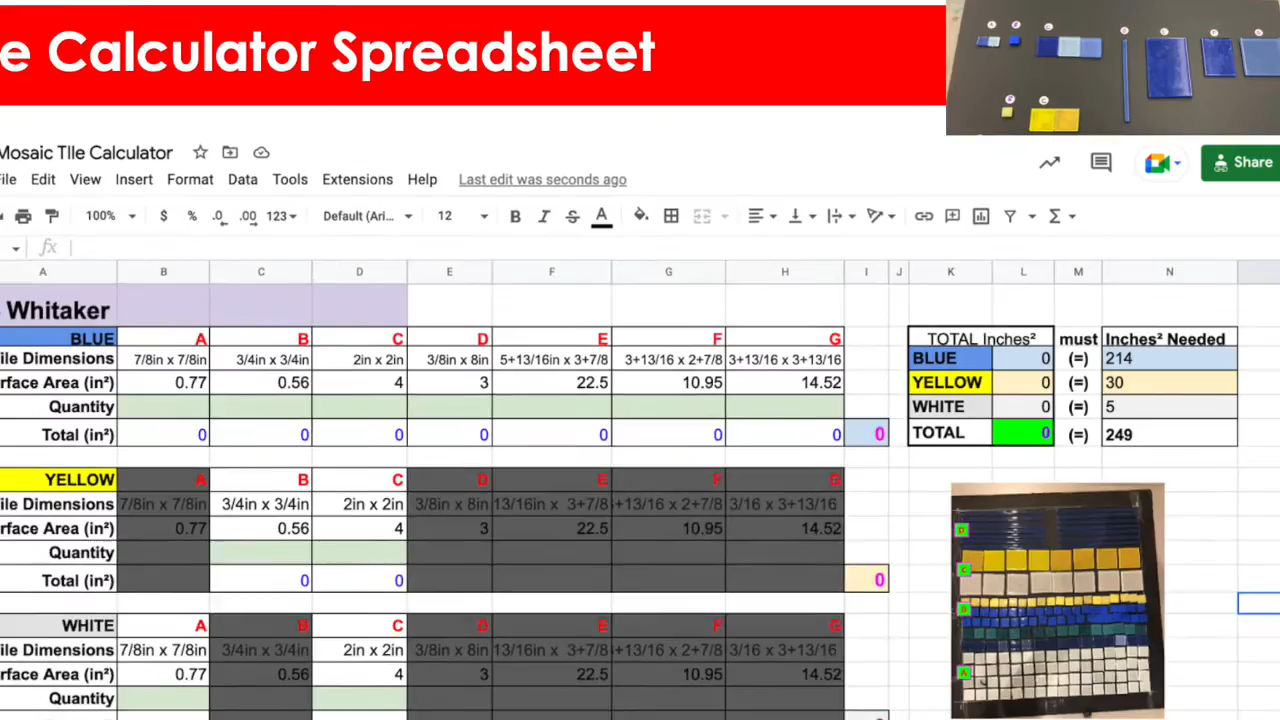 e Calculator Spreadsheet
Mosaic TIle Calculator
File Edit View Insert Format Data Tools Extensions Help Last edit was seconds ago
Share
100% $ % .0 .00 123 Default (Ari... 12 B I S A
fx
A B C D E F G H I J K L M N
Whitaker
BLUE A B C D E F G
ile Dimensions 7/8in x 7/8in 3/4in x 3/4in 2in x 2in 3/8in x 8in 5+13/16in x 3+7/8 3+13/16 x 2+7/8 3+13/16 x 3+13/16
rface Area (in²) 0.77 0.56 4 3 22.5 10.95 14.52
Quantity
Total (in²) 0 0 0 0 0 0 0 0
TOTAL Inches² must Inches² Needed
BLUE 0 (=) 214
YELLOW 0 (=) 30
WHITE 0 (=) 5
TOTAL 0 (=) 249
YELLOW A B C D E F G
ile Dimensions 7/8in x 7/8in 3/4in x 3/4in 2in x 2in 3/8in x 8in 13/16in x 3+7/8 +13/16 x 2+7/8 3/16 x 3+13/16
rface Area (in²) 0.77 0.56 4 3 22.5 10.95 14.52
Quantity
Total (in²) 0 0 0
WHITE A B C D E F G
ile Dimensions 7/8in x 7/8in 3/4in x 3/4in 2in x 2in 3/8in x 8in 13/16in x 3+7/8 +13/16 x 2+7/8 3/16 x 3+13/16
rface Area (in²) 0.77 0.56 4 3 22.5 10.95 14.52
Quantity